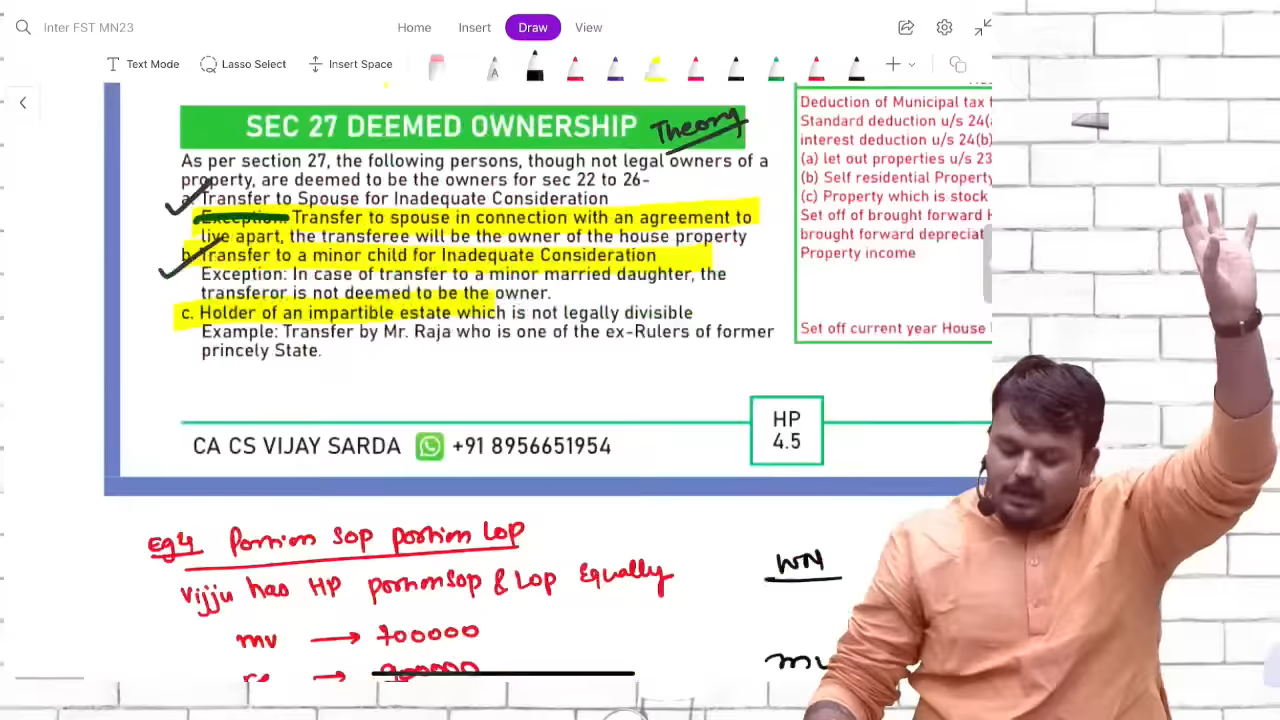 Inter FST MN23
Home Insert Draw View
Text Mode Lasso Select Insert Space
SEC 27 DEEMED OWNERSHIP Theory
As per section 27, the following persons, though not legal owners of a
property, are deemed to be the owners for sec 22 to 26-
a. Transfer to Spouse for Inadequate Consideration
Exception: Transfer to spouse in connection with an agreement to
live apart, the transferee will be the owner of the house property
b. Transfer to a minor child for Inadequate Consideration
Exception: In case of transfer to a minor married daughter, the
transferor is not deemed to be the owner.
c. Holder of an impartible estate which is not legally divisible
Example: Transfer by Mr. Raja who is one of the ex-Rulers of former
princely State.
Deduction of Municipal tax
Standard deduction u/s 24(a
interest deduction u/s 24(b)
(a) let out properties u/s 23
(b) Self residential Property
(c) Property which is stock
Set off of brought forward
brought forward depreciat
Property income
Set off current year House
HP
4.5
CA CS VIJAY SARDA +91 8956651954
Eg 4 Portion SOP portion LOP
Vijju has HP portion SOP & LOP Equally
WN
mv → 700000
mv